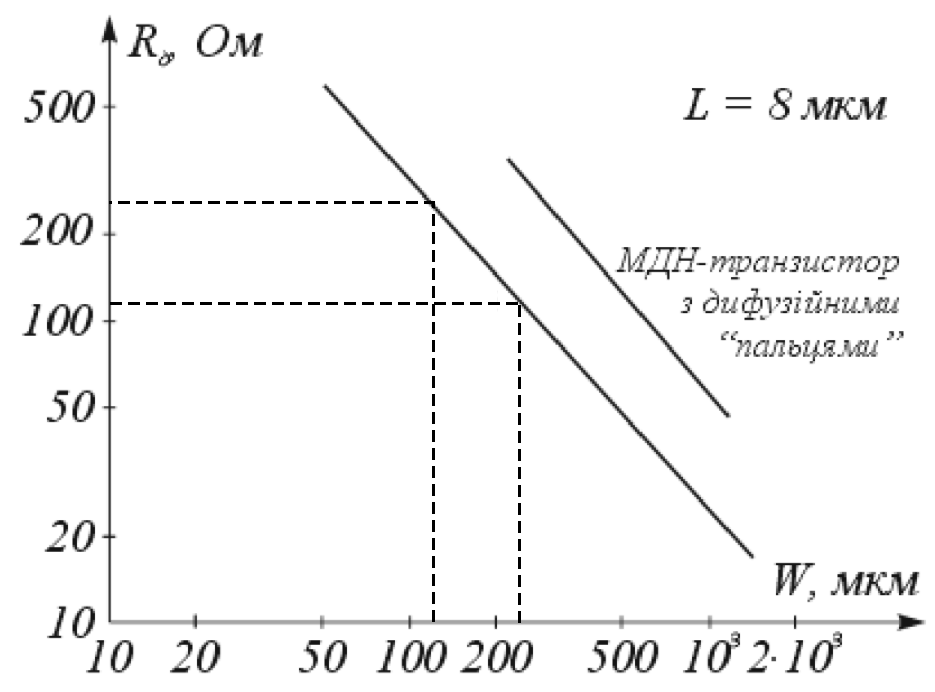 R∂, Ом
500
L = 8 мкм
200
МДН-транзистор
з дифузійними
“пальцями”
100
50
20
W, мкм
10
10 20 50 100 200 500 10³ 2·10³